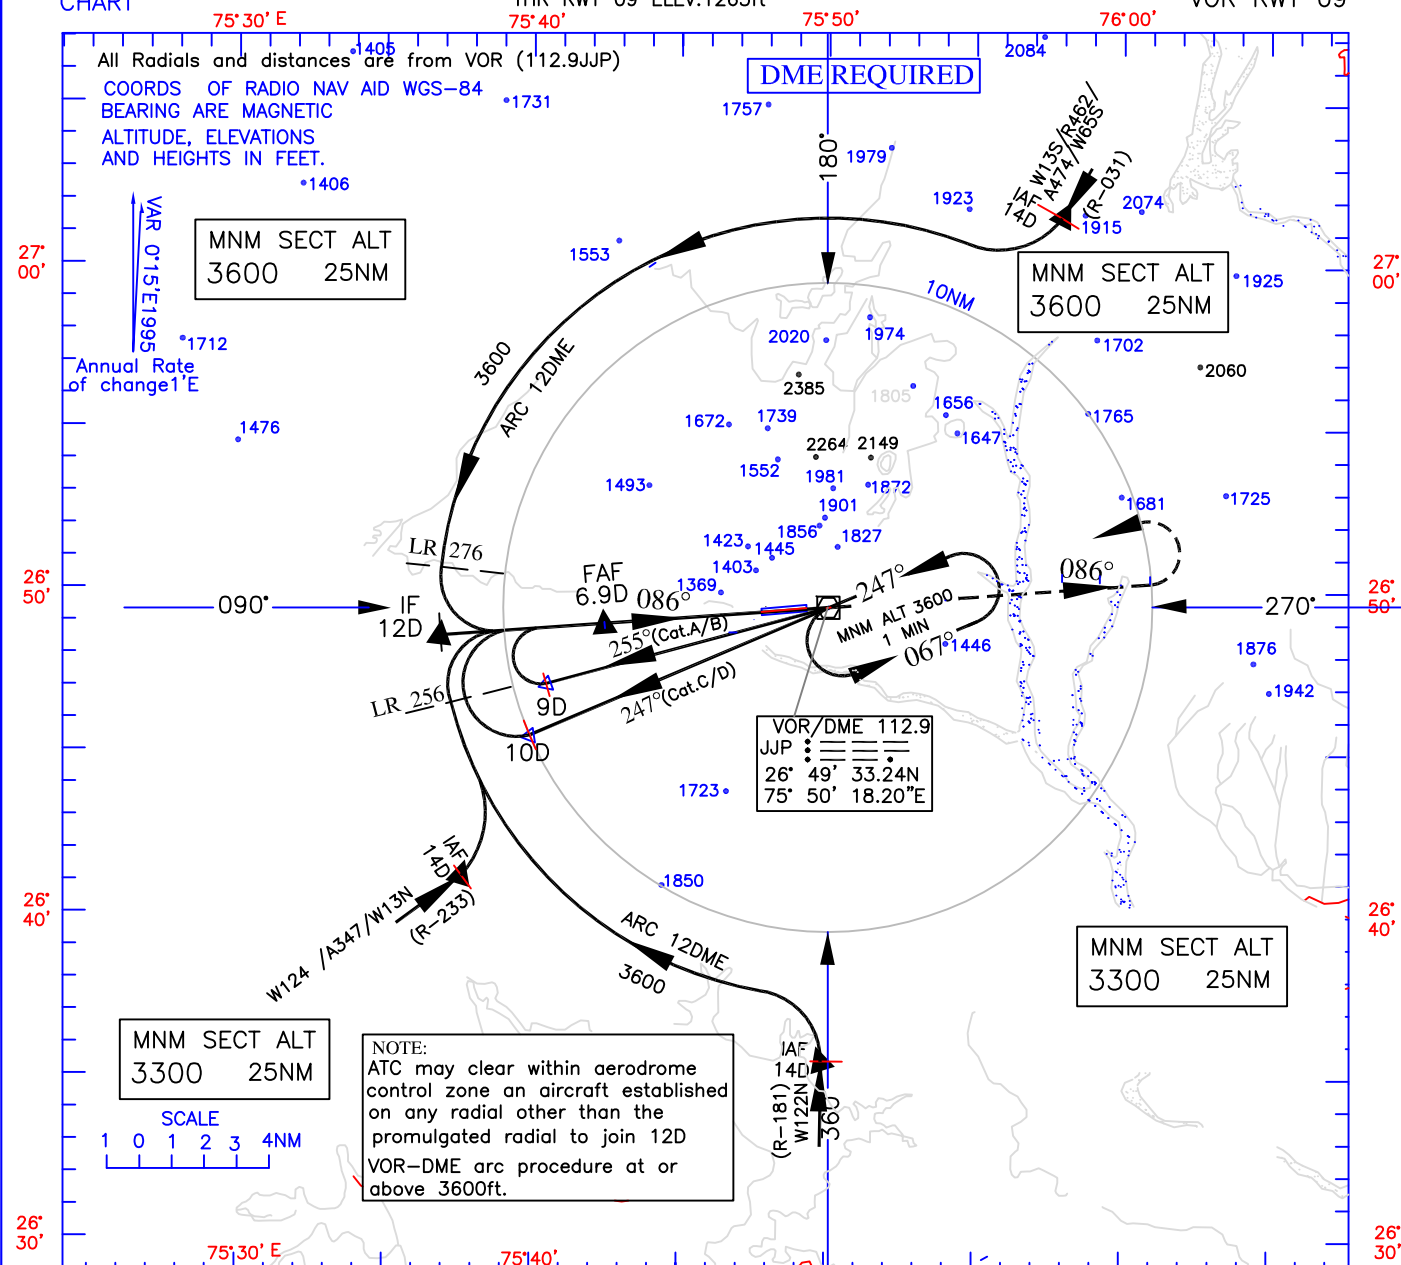 CHART
THR RWY 09 ELEV.1263ft
VOR RWY 09
75°30' E
75°40'
75°50'
76°00'
1405
All Radials and distances are from VOR (112.9JJP)
COORDS OF RADIO NAV AID WGS-84
BEARING ARE MAGNETIC
ALTITUDE, ELEVATIONS
AND HEIGHTS IN FEET.
DME REQUIRED
2084
1731
1757
1979
180°
1406
1923
W13S/R462/
A474/W65S
IAF
14D
(R-031)
1915
2074
VAR 0°15'E1995
Annual Rate
of change1'E
MNM SECT ALT
3600 25NM
27°
00'
1553
MNM SECT ALT
3600 25NM
27°
00'
1925
10NM
1712
2020
1974
1702
2060
3600
ARC 12DME
2385
1805
1656
1765
1476
1672
1739
1647
2264
2149
1552
1493
1981
1872
1901
1681
1725
1856
1827
1423
1445
1403
1369
LR 276
FAF
6.9D
086°
247°
086°
26°
50'
090°
IF
12D
MNM ALT 3600
1 MIN
067°
1446
270°
26°
50'
255°(Cat.A/B)
247°(Cat.C/D)
1876
1942
LR 256
9D
10D
VOR/DME 112.9
JJP
26° 49' 33.24N
75° 50' 18.20"E
1723
1850
IAF
14D
(R-233)
W124 /A347/W13N
26°
40'
26°
40'
ARC 12DME
3600
MNM SECT ALT
3300 25NM
MNM SECT ALT
3300 25NM
SCALE
1 0 1 2 3 4NM
NOTE:
ATC may clear within aerodrome
control zone an aircraft established
on any radial other than the
promulgated radial to join 12D
VOR-DME arc procedure at or
above 3600ft.
IAF
14D
(R-181)
W122N
360°
26°
30'
26°
30'
75°30' E
75°40'